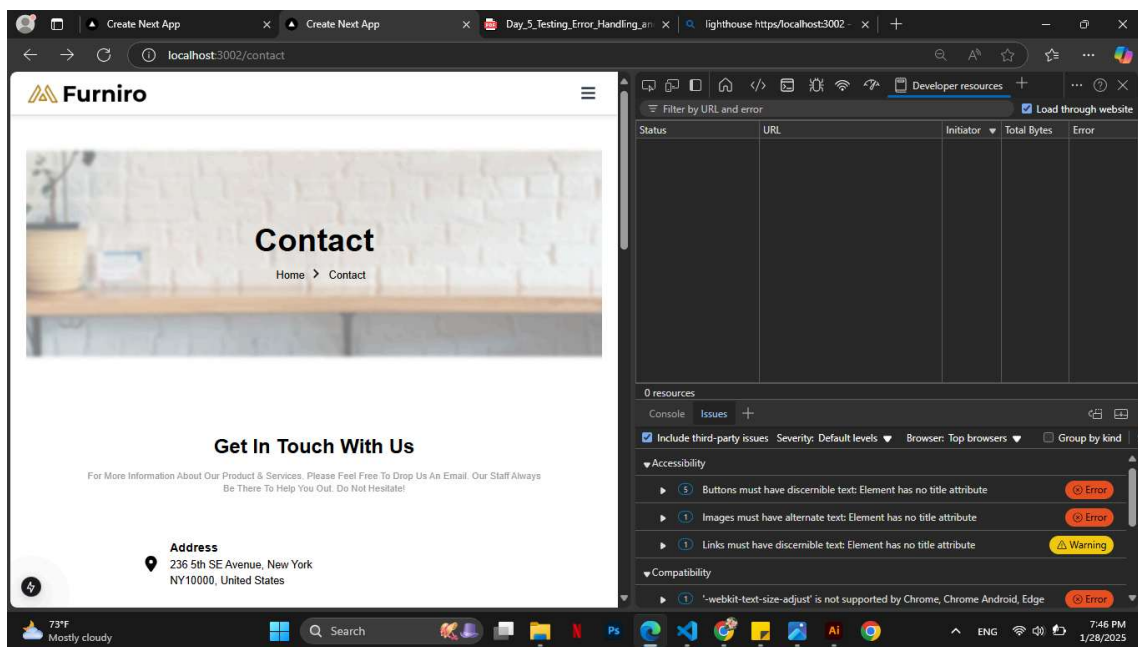 Create Next App
Create Next App
Day_5_Testing_Error_Handling_an
lighthouse https/localhost:3002 -
localhost:3002/contact
Furniro
Contact
Home > Contact
Get In Touch With Us
For More Information About Our Product & Services, Please Feel Free To Drop Us An Email. Our Staff Always
Be There To Help You Out. Do Not Hesitate!
Address
236 5th SE Avenue, New York
NY10000, United States
Developer resources
Filter by URL and error
Load through website
Status URL Initiator Total Bytes Error
0 resources
Console Issues
Include third-party issues Severity: Default levels Browser: Top browsers Group by kind
Accessibility
5 Buttons must have discernible text: Element has no title attribute Error
1 Images must have alternate text: Element has no title attribute Error
1 Links must have discernible text: Element has no title attribute Warning
Compatibility
1 '-webkit-text-size-adjust' is not supported by Chrome, Chrome Android, Edge Error
73°F
Mostly cloudy
Search
N
Ps
Ai
ENG
7:46 PM
1/28/2025